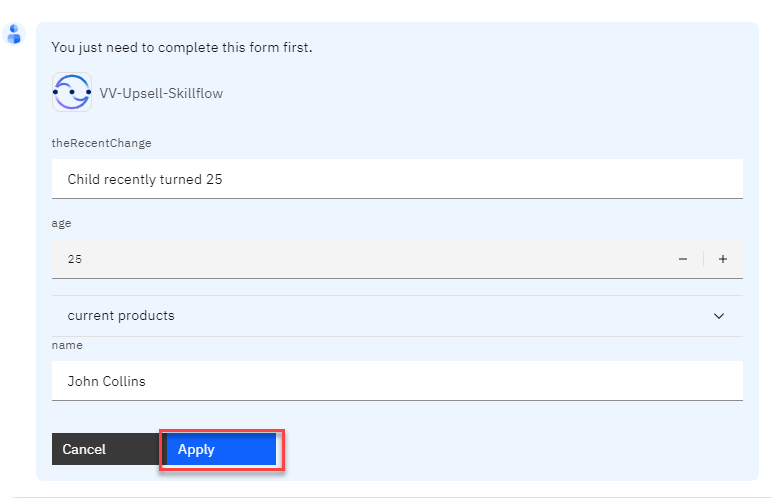 You just need to complete this form first.
VV-Upsell-Skillflow
theRecentChange
Child recently turned 25
age
25
current products
name
John Collins
Cancel Apply